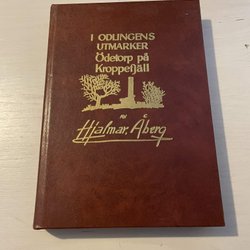 I ODLINGENS
UTMARKER
Ödetorp på
Kroppefjäll
AV
Hjalmar Åberg